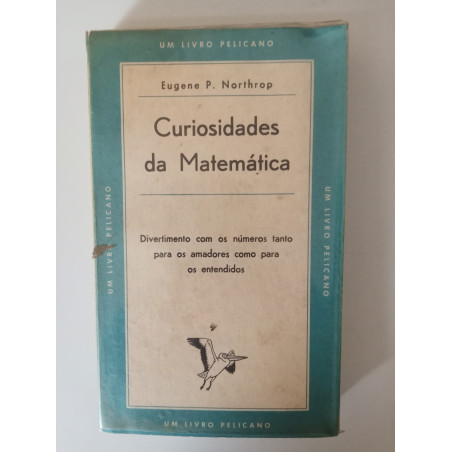 UM LIVRO PELICANO
Eugene P. Northrop
Curiosidades
da Matemática
Divertimento com os números tanto
para os amadores como para
os entendidos
UM LIVRO PELICANO
UM LIVRO PELICANO
UM LIVRO PELICANO